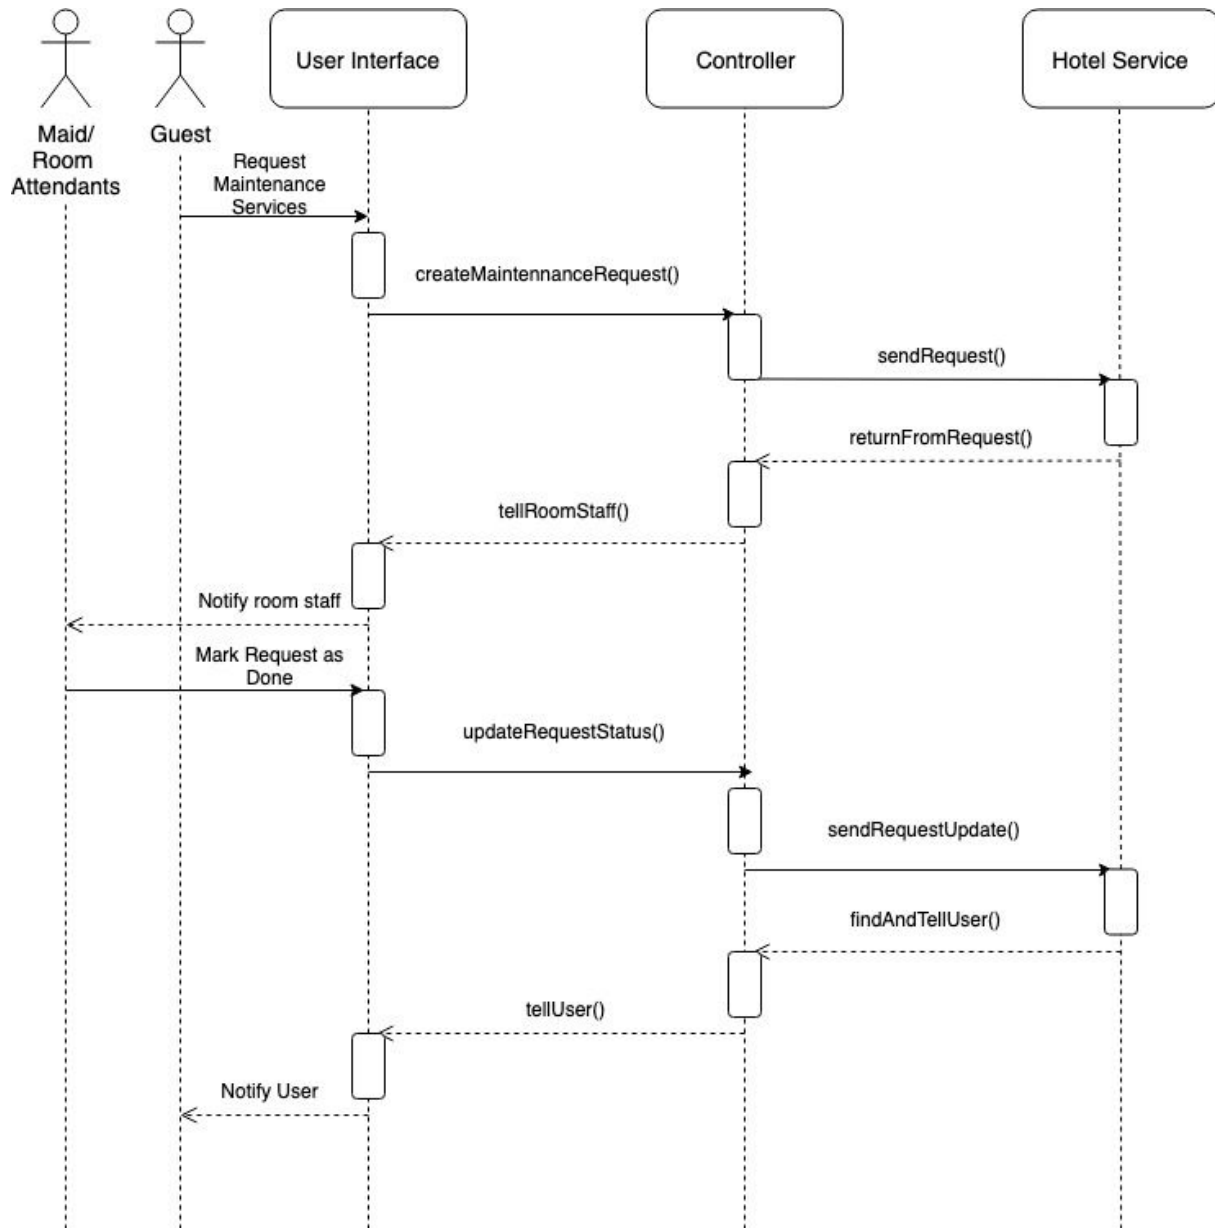 User Interface
Controller
Hotel Service
Maid/
Room
Attendants
Guest
Request
Maintenance
Services
createMaintennanceRequest()
sendRequest()
returnFromRequest()
tellRoomStaff()
Notify room staff
Mark Request as
Done
updateRequestStatus()
sendRequestUpdate()
findAndTellUser()
tellUser()
Notify User